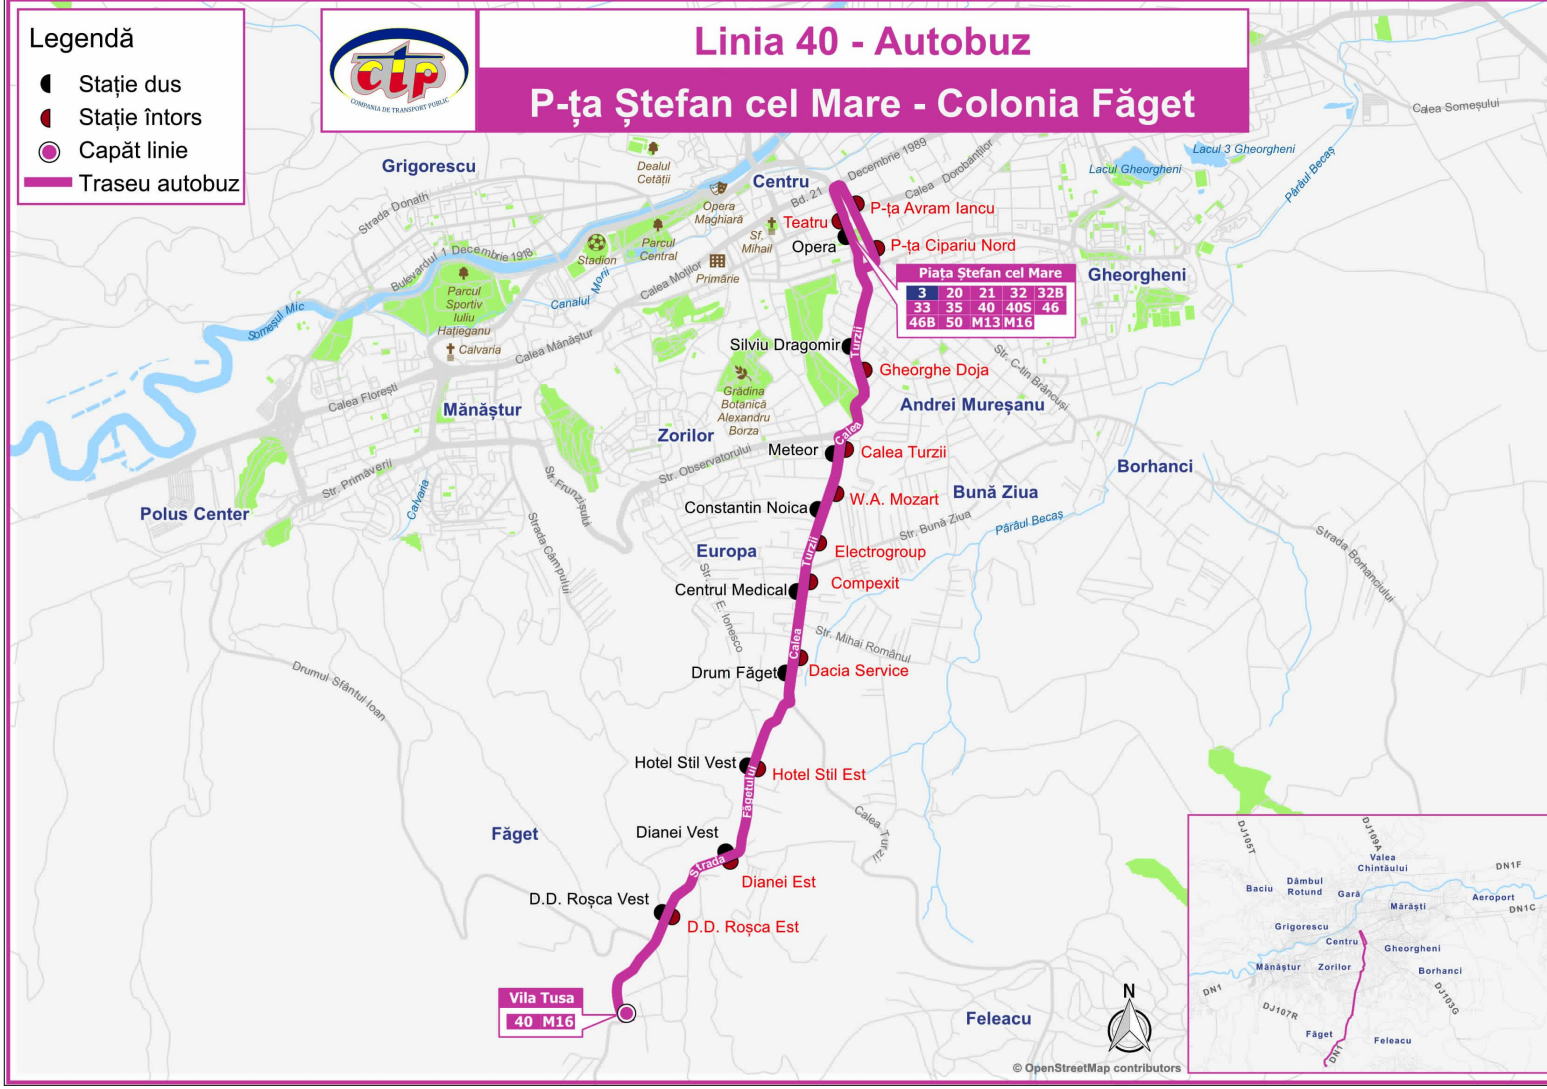 Legendă
Stație dus
Stație întors
Capăt linie
Traseu autobuz
ctp
COMPANIA DE TRANSPORT PUBLIC
Linia 40 - Autobuz
P-ța Ștefan cel Mare - Colonia Făget
Calea Someșului
Lacul 3 Gheorgheni
Lacul Gheorgheni
Pârâul Becaș
Grigorescu
Dealul
Cetății
Centru
Bd. 21 Decembrie 1989
Calea Dorobanților
Strada Donath
Opera
Maghiară
Sf.
Mihail
Teatru
Opera
P-ța Avram Iancu
P-ța Cipariu Nord
Parcul
Central
Stadion
Primărie
Bulevardul 1 Decembrie 1918
Canalul Morii
Calea Moților
Gheorgheni
Piața Ștefan cel Mare
3 20 21 32 32B
33 35 40 40S 46
46B 50 M13 M16
Someșul Mic
Parcul
Sportiv
Iuliu
Hațieganu
Calvaria
Calea Mănăștur
Calea Florești
Mănăștur
Silviu Dragomir
Turzii
Gheorghe Doja
Str. C-tin Brâncuși
Grădina
Botanică
Alexandru
Borza
Andrei Mureșanu
Zorilor
Calea
Meteor
Calea Turzii
Str. Observatorului
Borhanci
Str. Primăverii
Calvaria
Str. Frunzișului
Polus Center
Constantin Noica
W.A. Mozart
Bună Ziua
Str. Bună Ziua
Pârâul Becaș
Strada Câmpului
Europa
Turzii
Electrogroup
Strada Borhanciului
Str. E. Ionesco
Centrul Medical
Compexit
Calea
Str. Mihai Românul
Drum Făget
Dacia Service
Drumul Sfântul Ioan
Hotel Stil Vest
Hotel Stil Est
Făgetului
Calea Turzii
Făget
Dianei Vest
Strada
Dianei Est
D.D. Roșca Vest
D.D. Roșca Est
Vila Tusa
40 M16
Feleacu
N
© OpenStreetMap contributors
DJ105T
DJ109A
Valea
Chintăului
DN1F
Baciu
Dâmbul
Rotund
Gară
Aeroport
Mărăști
DN1C
Grigorescu
Centru
Gheorgheni
Mănăștur
Zorilor
Borhanci
DN1
DJ107R
DJ103G
Făget
Feleacu
DN1